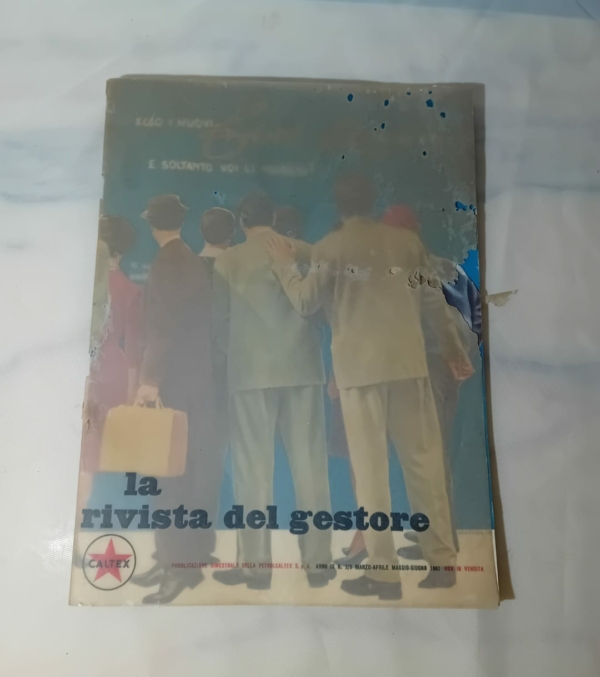 ECCO I NUOVI
E SOLTANTO VOI LI
la
rivista del gestore
CALTEX
PUBBLICAZIONE BIMESTRALE DELLA PETROLCALTEX S.p.A. ANNO IX N. 2/3 MARZO-APRILE MAGGIO-GIUGNO 1961 NON IN VENDITA